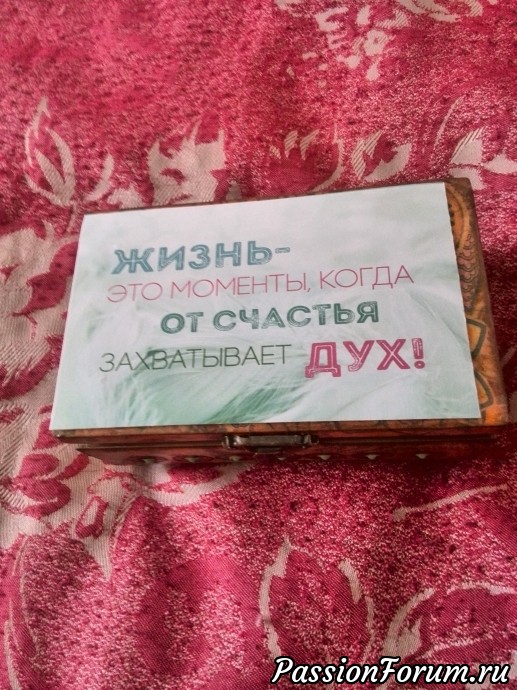 ЖИЗНЬ-
ЭТО МОМЕНТЫ, КОГДА
ОТ СЧАСТЬЯ
ЗАХВАТЫВАЕТ ДУХ!
PassionForum.ru